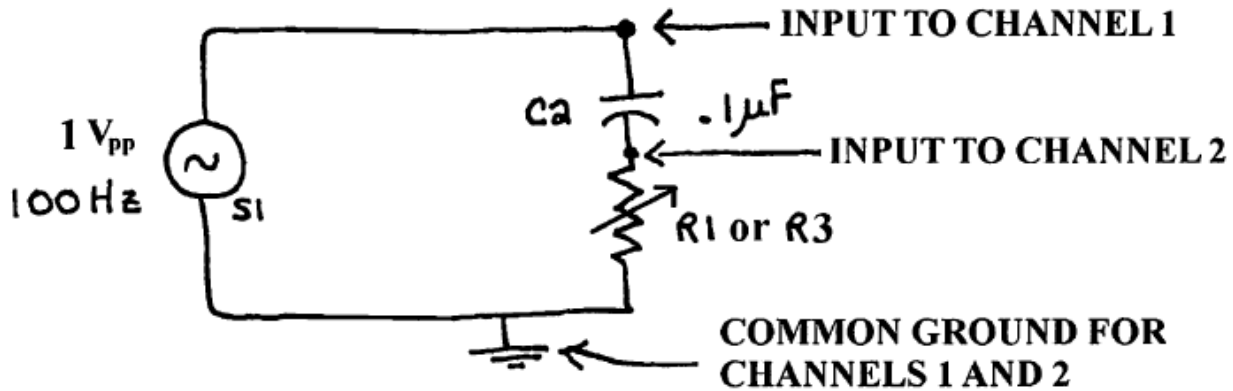 INPUT TO CHANNEL 1
C2
.1µF
1 Vpp
INPUT TO CHANNEL 2
100 Hz
S1
R1 or R3
COMMON GROUND FOR
CHANNELS 1 AND 2